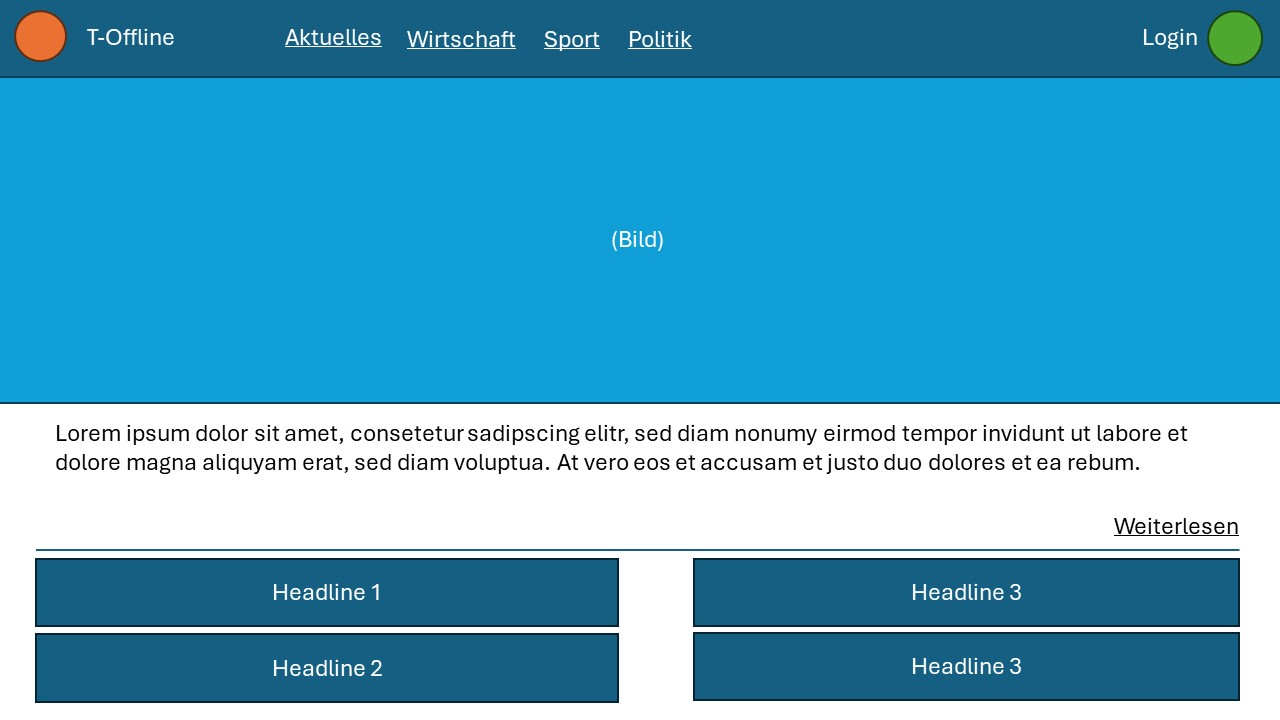 T-Offline
Aktuelles Wirtschaft Sport Politik
Login
(Bild)
Lorem ipsum dolor sit amet, consetetur sadipscing elitr, sed diam nonumy eirmod tempor invidunt ut labore et
dolore magna aliquyam erat, sed diam voluptua. At vero eos et accusam et justo duo dolores et ea rebum.
Weiterlesen
Headline 1
Headline 3
Headline 2
Headline 3